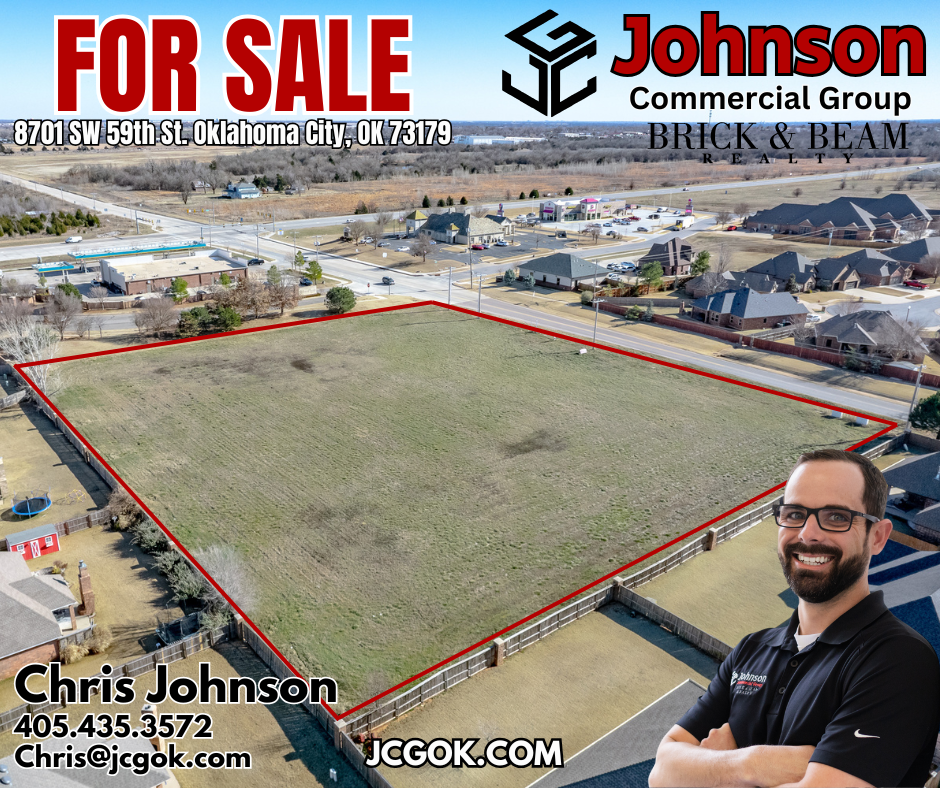 FOR SALE
8701 SW 59th St. Oklahoma City, OK 73179
Johnson
Commercial Group
BRICK & BEAM
REALTY
Johnson
Chris Johnson
405.435.3572
Chris@jcgok.com
JCGOK.COM